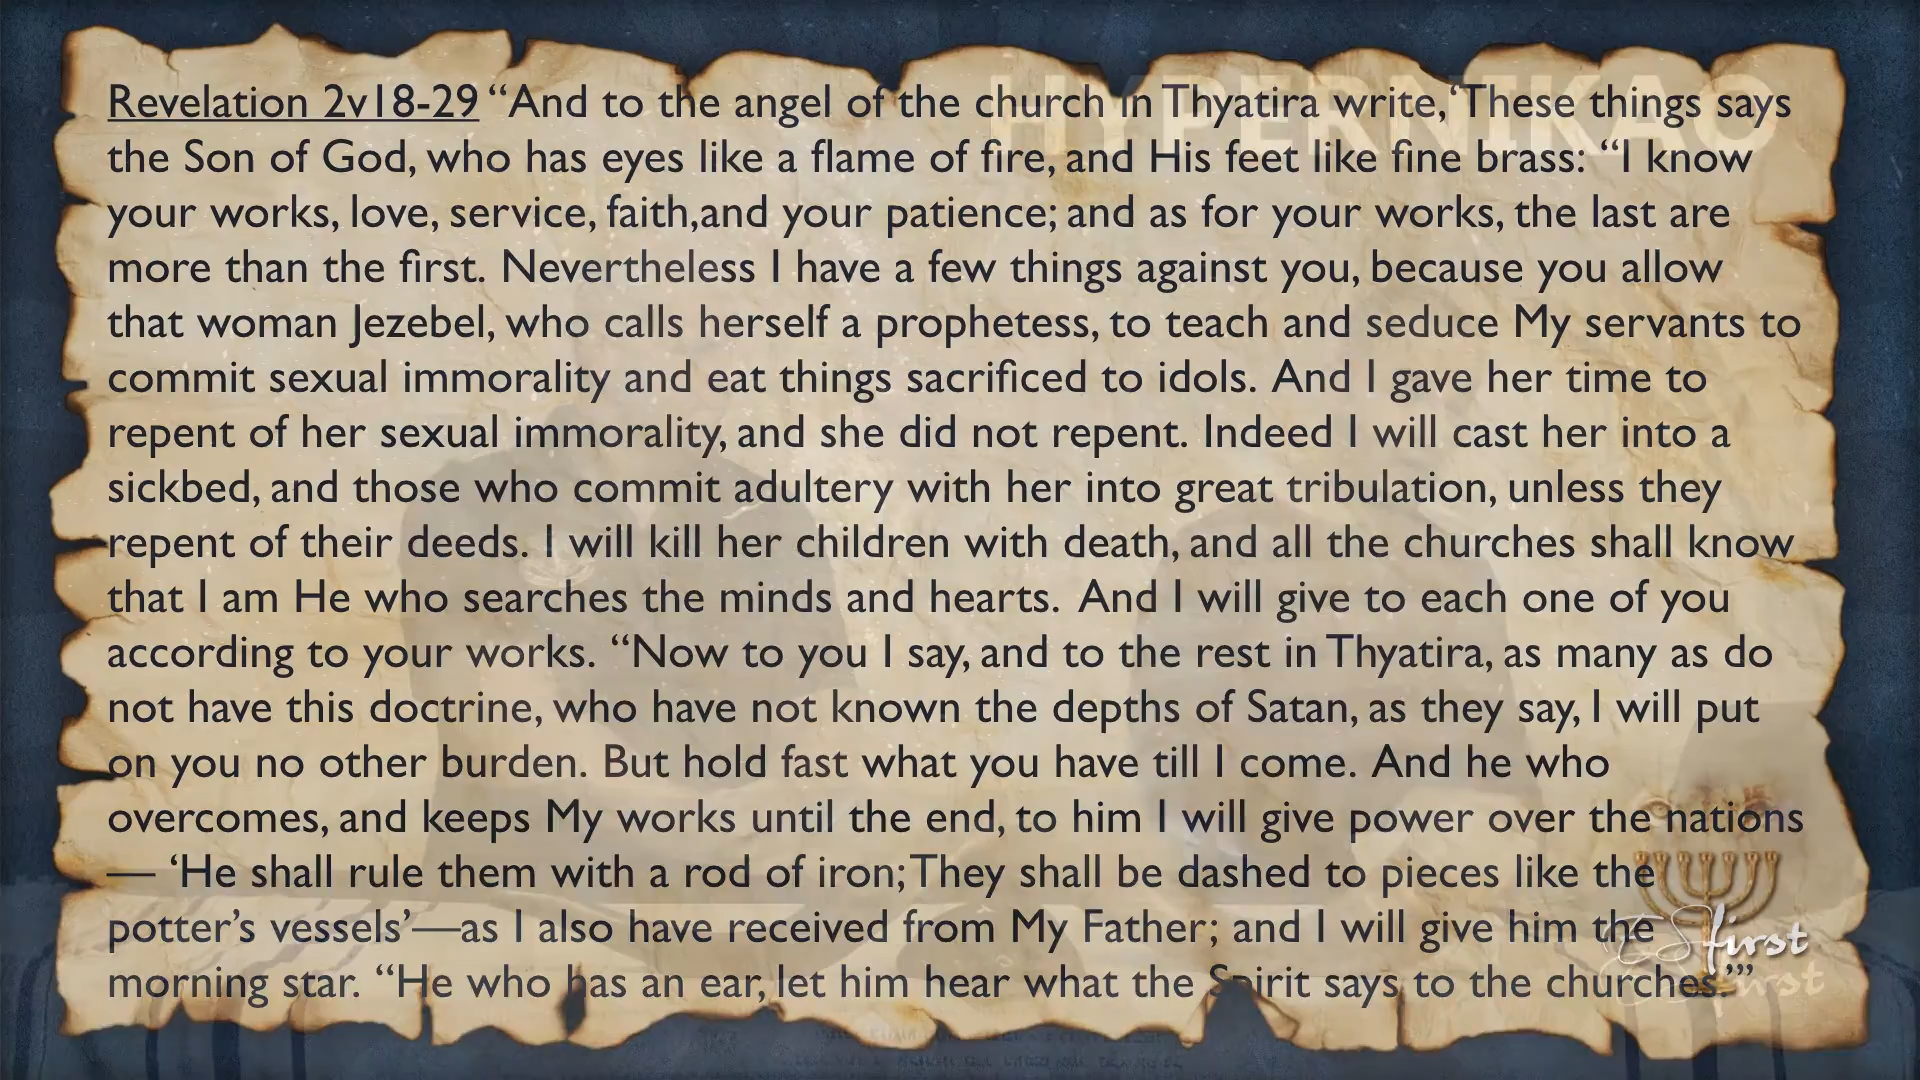 HYPERNIKAO
Revelation 2v18-29 “And to the angel of the church in Thyatira write, ‘These things says
the Son of God, who has eyes like a flame of fire, and His feet like fine brass: “I know
your works, love, service, faith,and your patience; and as for your works, the last are
more than the first. Nevertheless I have a few things against you, because you allow
that woman Jezebel, who calls herself a prophetess, to teach and seduce My servants to
commit sexual immorality and eat things sacrificed to idols. And I gave her time to
repent of her sexual immorality, and she did not repent. Indeed I will cast her into a
sickbed, and those who commit adultery with her into great tribulation, unless they
repent of their deeds. I will kill her children with death, and all the churches shall know
that I am He who searches the minds and hearts. And I will give to each one of you
according to your works. “Now to you I say, and to the rest in Thyatira, as many as do
not have this doctrine, who have not known the depths of Satan, as they say, I will put
on you no other burden. But hold fast what you have till I come. And he who
overcomes, and keeps My works until the end, to him I will give power over the nations
— ‘He shall rule them with a rod of iron; They shall be dashed to pieces like the
potter’s vessels’—as I also have received from My Father; and I will give him the
morning star. “He who has an ear, let him hear what the Spirit says to the churches.”’”
first